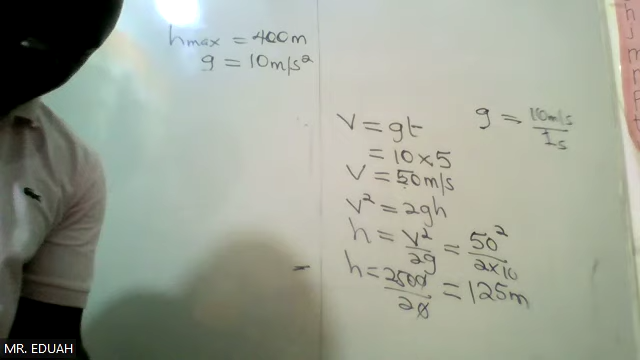 hmax = 400m
g = 10m/s²
V = gt
= 10 × 5
V = 50m/s
g = 10m/s / 1s
V² = 2gh
h = V²/2g = 50²/2×10
h = 2500/20 = 125m
MR. EDUAH